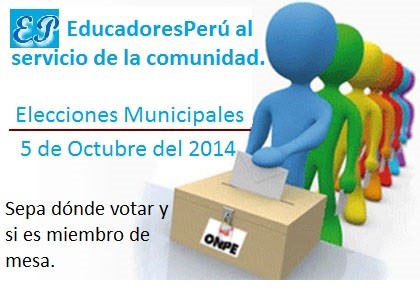 EP EducadoresPerú al
servicio de la comunidad.
Elecciones Municipales
5 de Octubre del 2014
Sepa dónde votar y
si es miembro de
mesa.
ONPE